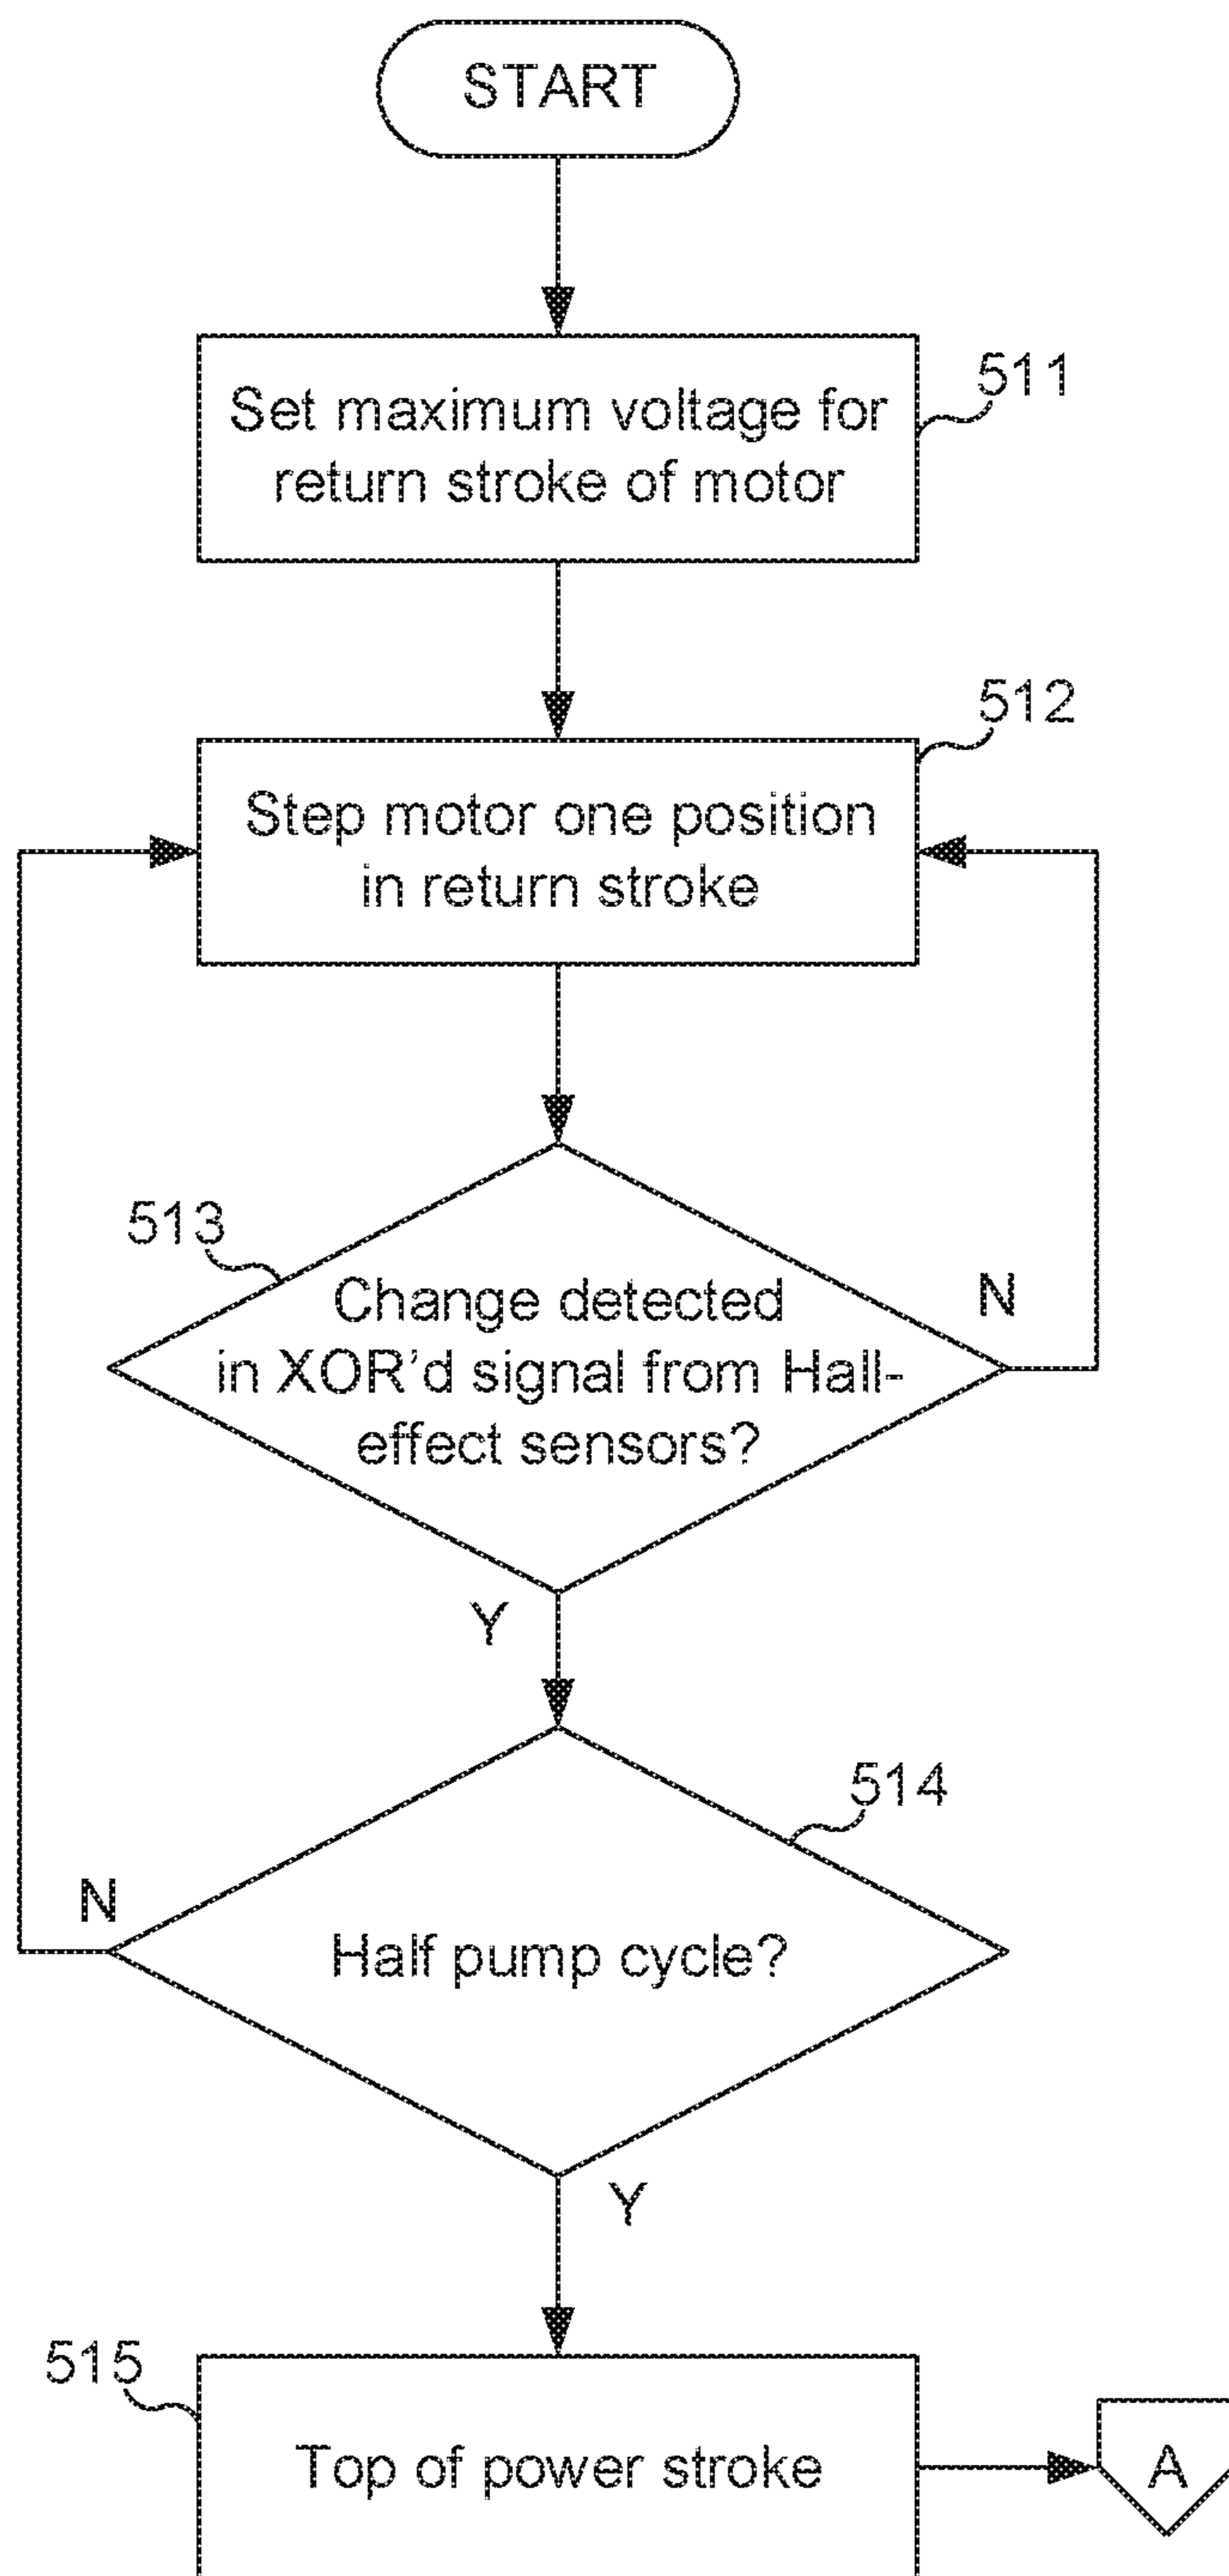 START
Set maximum voltage for
return stroke of motor
511
512
Step motor one position
in return stroke
513
Change detected
in XOR'd signal from Hall-
effect sensors?
N
Y
514
N
Half pump cycle?
Y
515
Top of power stroke
A